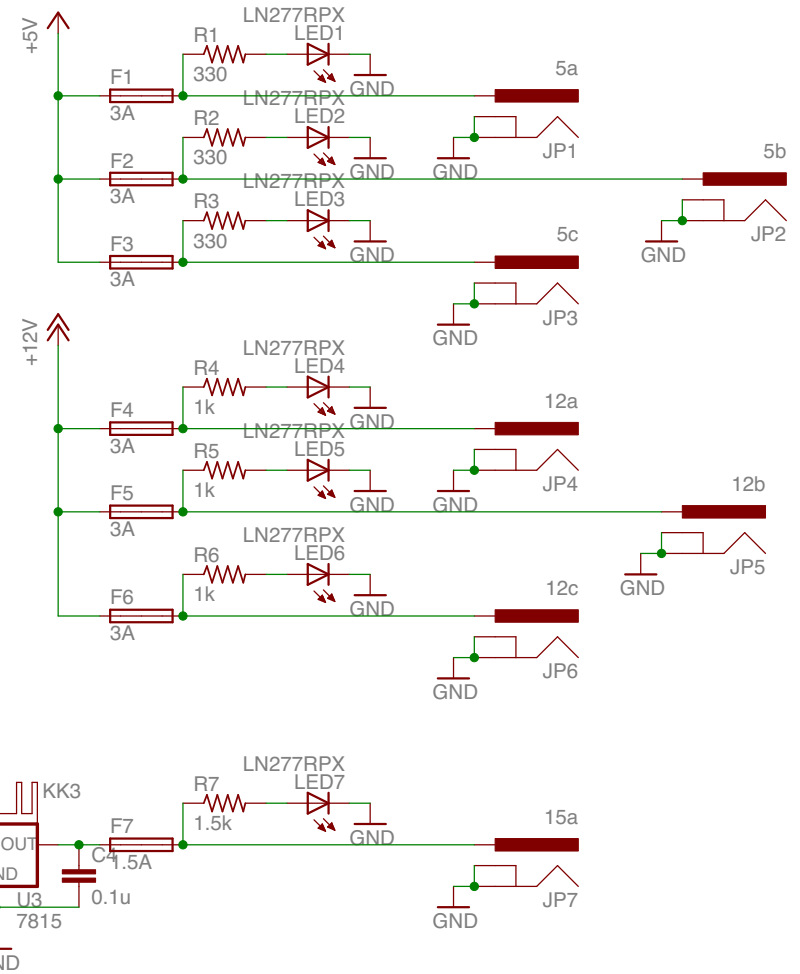 +5V
LN277RPX
R1
LED1
330
GND
5a
F1
3A
JP1
GND
LN277RPX
R2
LED2
330
GND
5b
F2
3A
JP2
GND
LN277RPX
R3
LED3
330
GND
5c
F3
3A
JP3
GND
+12V
LN277RPX
R4
LED4
1k
GND
12a
F4
3A
JP4
GND
LN277RPX
R5
LED5
1k
GND
12b
F5
3A
JP5
GND
LN277RPX
R6
LED6
1k
GND
12c
F6
3A
JP6
GND
LN277RPX
R7
LED7
1.5k
GND
15a
KK3
F7
1.5A
OUT
C4
0.1u
ND
U3
7815
JP7
GND
ND